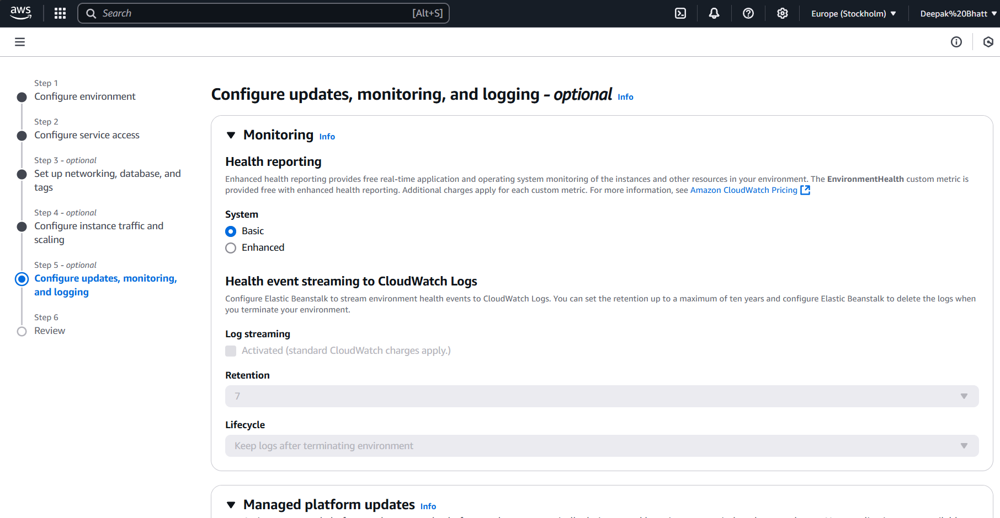 aws
Search [Alt+S]
Europe (Stockholm)
Deepak%20Bhatt
Step 1
Configure environment
Step 2
Configure service access
Step 3 - optional
Set up networking, database, and
tags
Step 4 - optional
Configure instance traffic and
scaling
Step 5 - optional
Configure updates, monitoring,
and logging
Step 6
Review
Configure updates, monitoring, and logging - optional Info
Monitoring Info
Health reporting
Enhanced health reporting provides free real-time application and operating system monitoring of the instances and other resources in your environment. The EnvironmentHealth custom metric is
provided free with enhanced health reporting. Additional charges apply for each custom metric. For more information, see Amazon CloudWatch Pricing
System
Basic
Enhanced
Health event streaming to CloudWatch Logs
Configure Elastic Beanstalk to stream environment health events to CloudWatch Logs. You can set the retention up to a maximum of ten years and configure Elastic Beanstalk to delete the logs when
you terminate your environment.
Log streaming
Activated (standard CloudWatch charges apply.)
Retention
7
Lifecycle
Keep logs after terminating environment
Managed platform updates Info